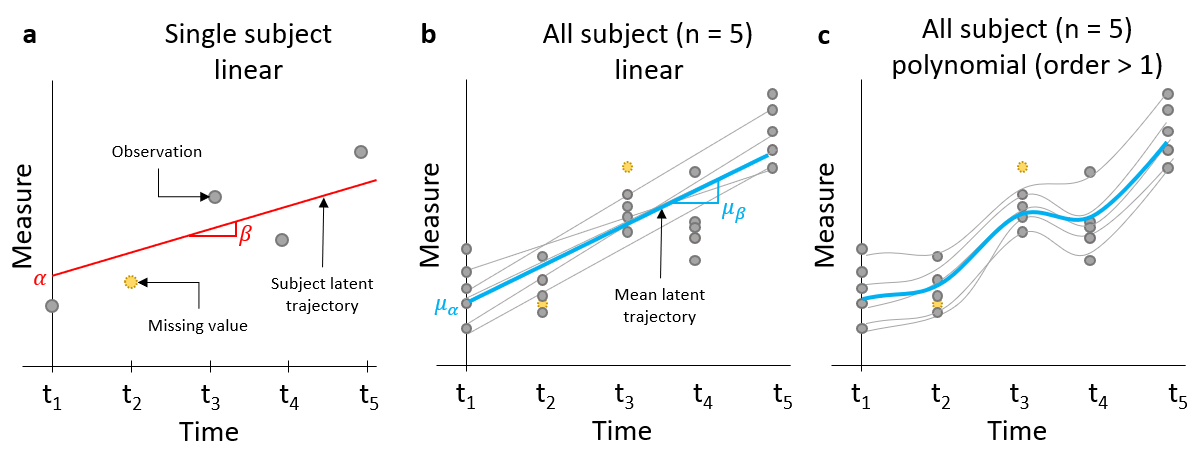 a
Single subject
linear
Measure
Observation
α
β
Subject latent
trajectory
Missing value
t1
t2
t3
t4
t5
Time
b
All subject (n = 5)
linear
Measure
μα
μβ
Mean latent
trajectory
t1
t2
t3
t4
t5
Time
c
All subject (n = 5)
polynomial (order > 1)
Measure
t1
t2
t3
t4
t5
Time